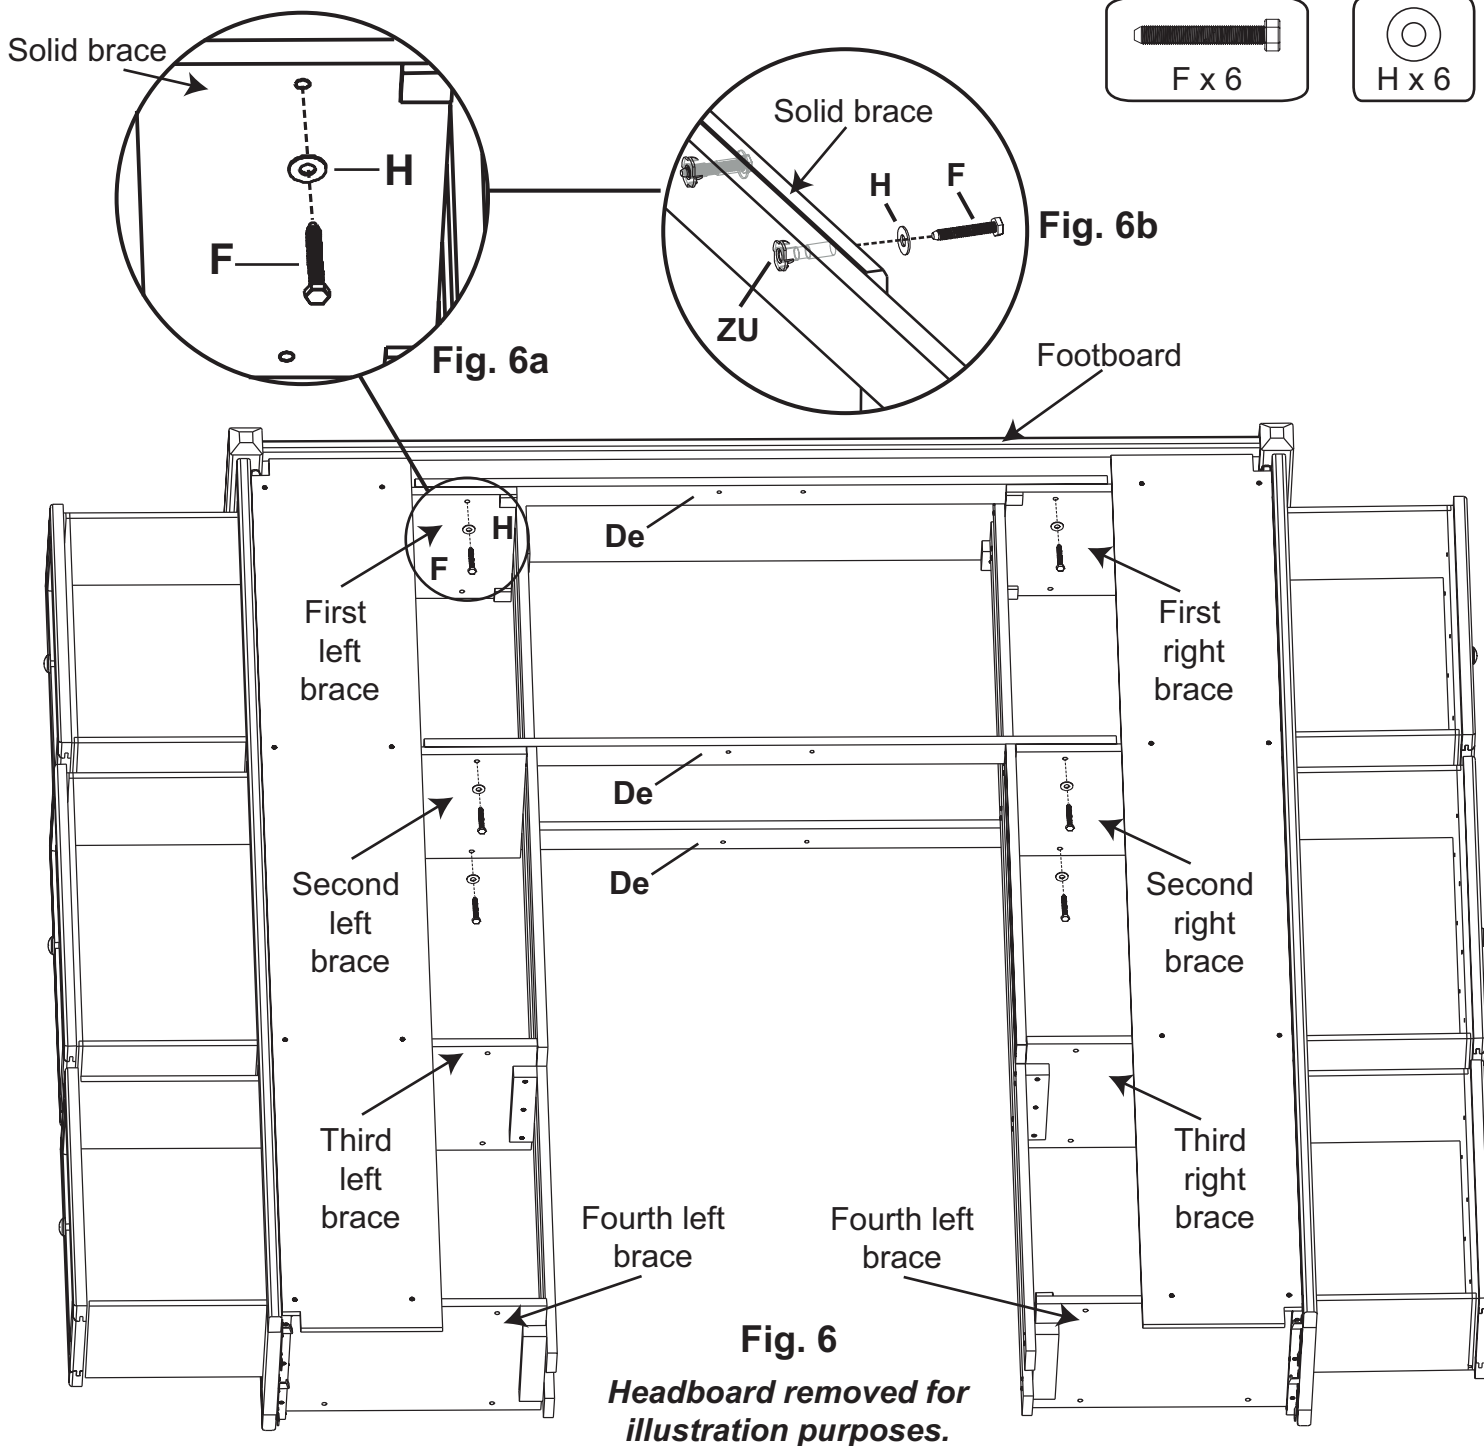 Solid brace
F x 6
H x 6
H
F
Fig. 6a
Solid brace
H
F
Fig. 6b
ZU
Footboard
H
F
De
First
left
brace
First
right
brace
De
De
Second
left
brace
Second
right
brace
Third
left
brace
Third
right
brace
Fourth left
brace
Fourth left
brace
Fig. 6
Headboard removed for
illustration purposes.